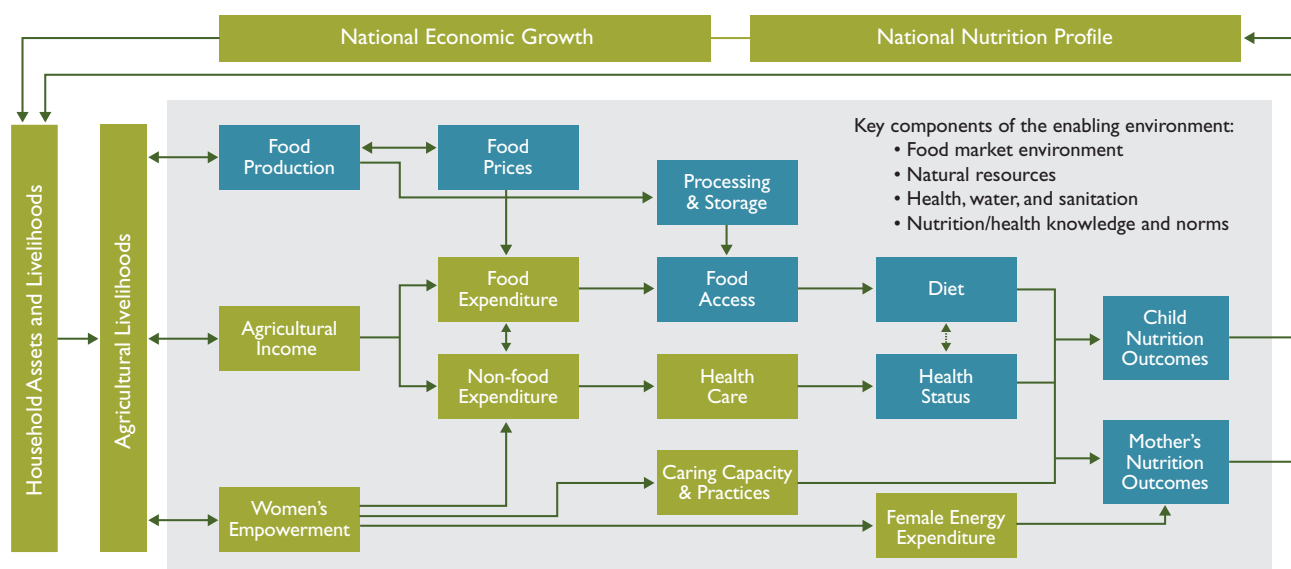 National Economic Growth
National Nutrition Profile
Household Assets and Livelihoods
Agricultural Livelihoods
Food
Production
Food
Prices
Processing
& Storage
Key components of the enabling environment:
• Food market environment
• Natural resources
• Health, water, and sanitation
• Nutrition/health knowledge and norms
Food
Expenditure
Food
Access
Diet
Agricultural
Income
Child
Nutrition
Outcomes
Non-food
Expenditure
Health
Care
Health
Status
Mother's
Nutrition
Outcomes
Caring Capacity
& Practices
Women's
Empowerment
Female Energy
Expenditure